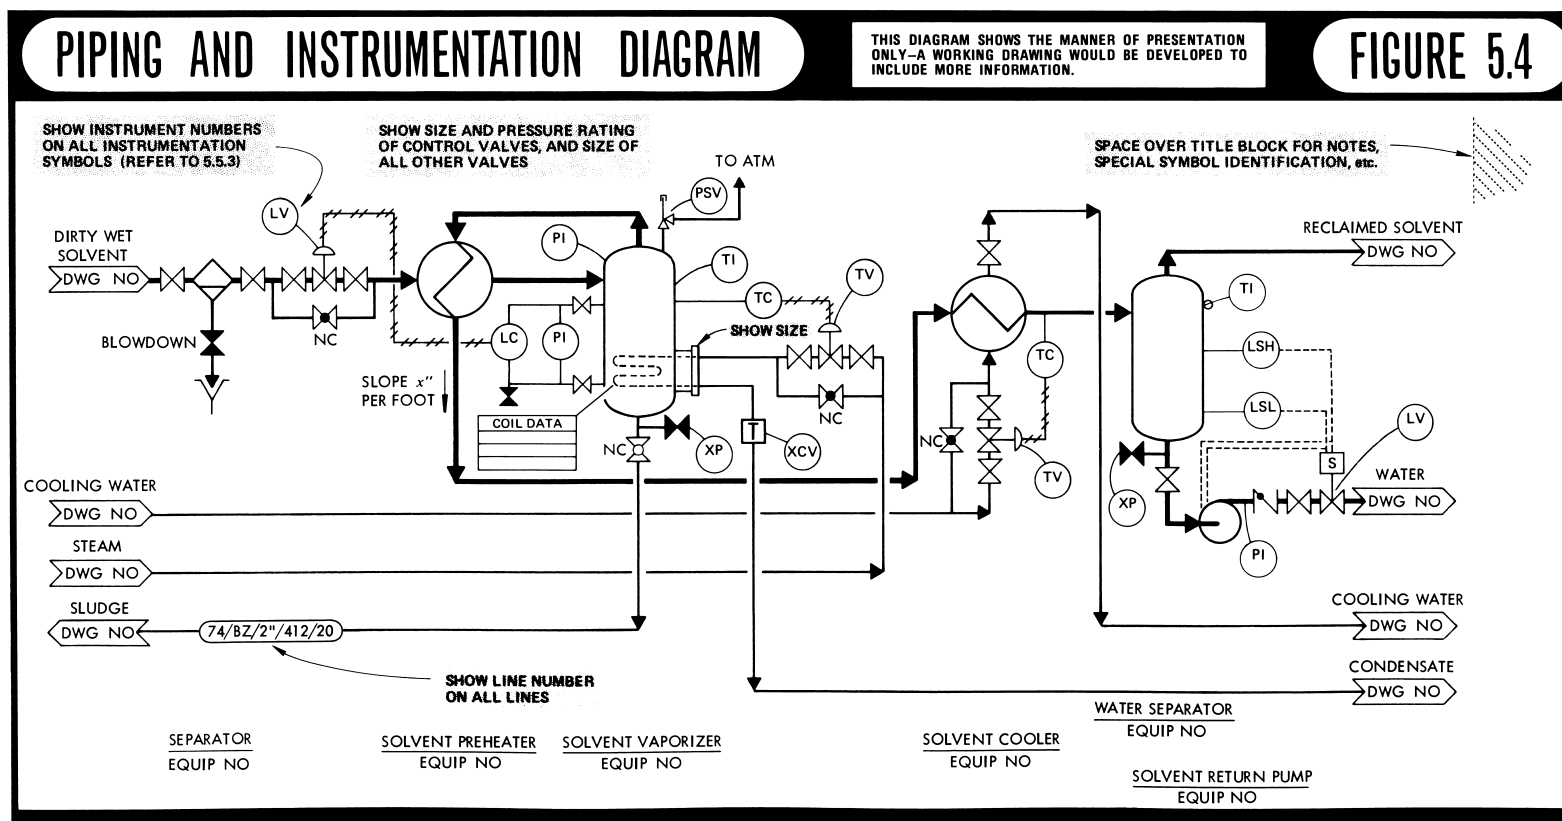 PIPING AND INSTRUMENTATION DIAGRAM
THIS DIAGRAM SHOWS THE MANNER OF PRESENTATION
ONLY–A WORKING DRAWING WOULD BE DEVELOPED TO
INCLUDE MORE INFORMATION.
FIGURE 5.4
SHOW INSTRUMENT NUMBERS
ON ALL INSTRUMENTATION
SYMBOLS (REFER TO 5.5.3)
SHOW SIZE AND PRESSURE RATING
OF CONTROL VALVES, AND SIZE OF
ALL OTHER VALVES
SPACE OVER TITLE BLOCK FOR NOTES,
SPECIAL SYMBOL IDENTIFICATION, etc.
TO ATM
PSV
LV
DIRTY WET
SOLVENT
DWG NO
PI
TI
TC
TV
RECLAIMED SOLVENT
DWG NO
TI
BLOWDOWN
NC
LC
PI
SHOW SIZE
TC
LSH
SLOPE x"
PER FOOT
NC
LSL
LV
COIL DATA
NC
XP
T
XCV
NC
TV
XP
S
WATER
DWG NO
PI
COOLING WATER
DWG NO
STEAM
DWG NO
SLUDGE
DWG NO
74/BZ/2"/412/20
COOLING WATER
DWG NO
SHOW LINE NUMBER
ON ALL LINES
CONDENSATE
DWG NO
SEPARATOR
EQUIP NO
SOLVENT PREHEATER
EQUIP NO
SOLVENT VAPORIZER
EQUIP NO
SOLVENT COOLER
EQUIP NO
WATER SEPARATOR
EQUIP NO
SOLVENT RETURN PUMP
EQUIP NO